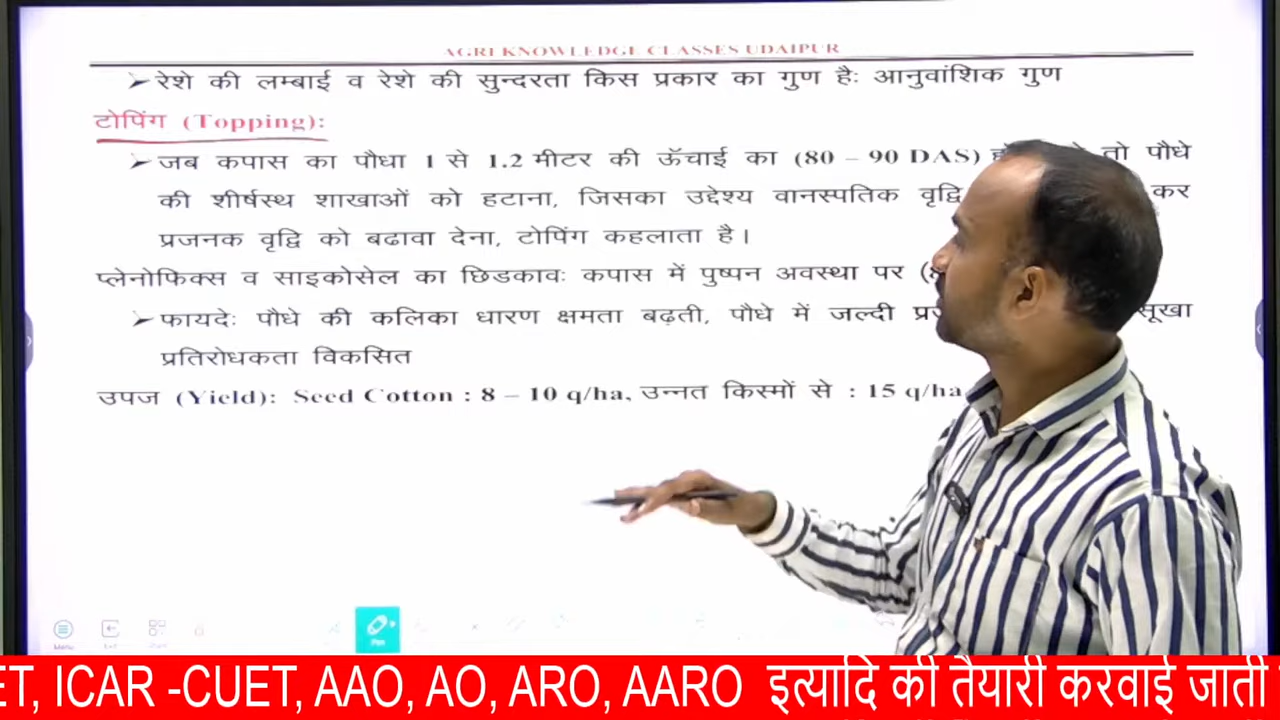 AGRI KNOWLEDGE CLASSES UDAIPUR
➢ रेशे की लम्बाई व रेशे की सुन्दरता किस प्रकार का गुण हैः आनुवांशिक गुण
टोपिंग (Topping):
➢ जब कपास का पौधा 1 से 1.2 मीटर की ऊँचाई का (80 – 90 DAS) तो पौधे
की शीर्षस्थ शाखाओं को हटाना, जिसका उद्देश्य वानस्पतिक वृद्धि कर
प्रजनक वृद्वि को बढावा देना, टोपिंग कहलाता है।
प्लेनोफिक्स व साइकोसेल का छिडकावः कपास में पुष्पन अवस्था पर
➢ फायदेः पौधे की कलिका धारण क्षमता बढ़ती, पौधे में जल्दी सूखा
प्रतिरोधकता विकसित
उपज (Yield): Seed Cotton : 8 – 10 q/ha, उन्नत किस्मों से : 15 q/ha
Menu
Pen
ET, ICAR -CUET, AAO, AO, ARO, AARO इत्यादि की तैयारी करवाई जाती